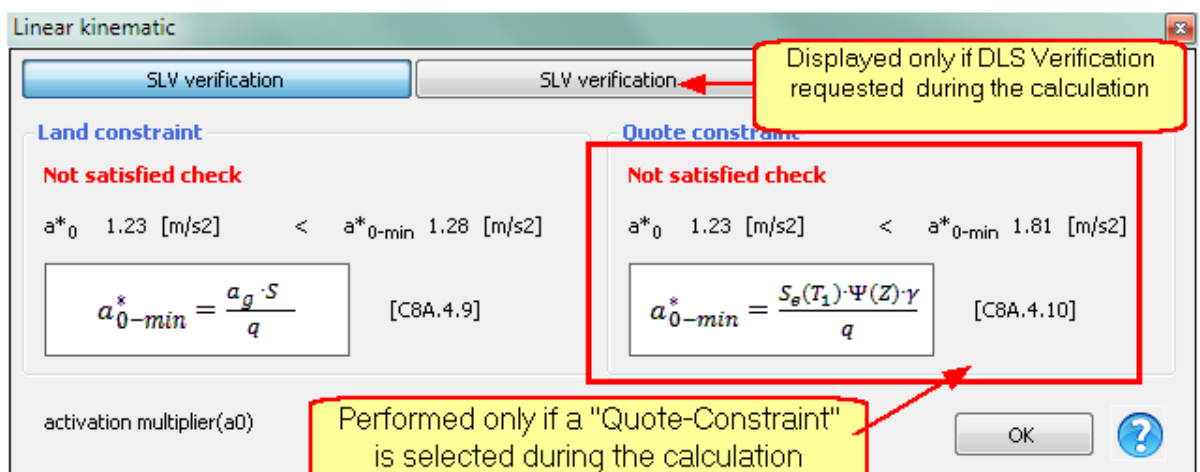 Linear kinematic
SLV verification
SLV verification
Displayed only if DLS Verification
requested during the calculation
Land constraint
Not satisfied check
a*0 1.23 [m/s2] < a*0-min 1.28 [m/s2]
a*0−min = ag ·S / q
[C8A.4.9]
Quote constraint
Not satisfied check
a*0 1.23 [m/s2] < a*0-min 1.81 [m/s2]
a*0−min = Se(T1)·Ψ(Z)·γ / q
[C8A.4.10]
activation multiplier(a0)
Performed only if a "Quote-Constraint"
is selected during the calculation
OK
?